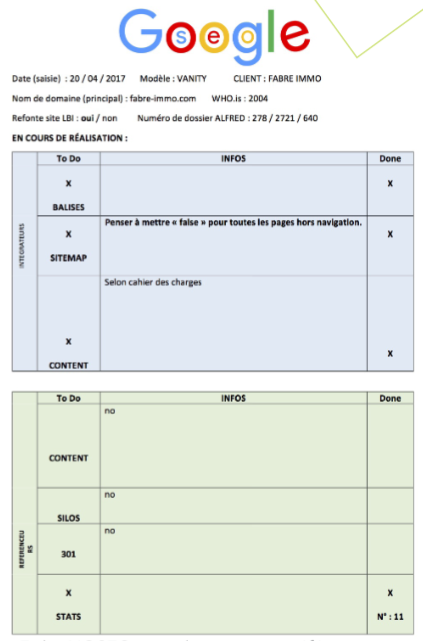 Google
seo
Date (saisie) : 20 / 04 / 2017 Modèle : VANITY CLIENT : FABRE IMMO
Nom de domaine (principal) : fabre-immo.com WHO.is : 2004
Refonte site LBI : oui / non Numéro de dossier ALFRED : 278 / 2721 / 640
EN COURS DE RÉALISATION :
To Do INFOS Done
INTEGRATEURS
X X
BALISES
Penser à mettre « false » pour toutes les pages hors navigation.
X X
SITEMAP
Selon cahier des charges
X
X
CONTENT
To Do INFOS Done
REFERENCEU
RS
no
CONTENT
no
SILOS
no
301
X X
STATS N° : 11